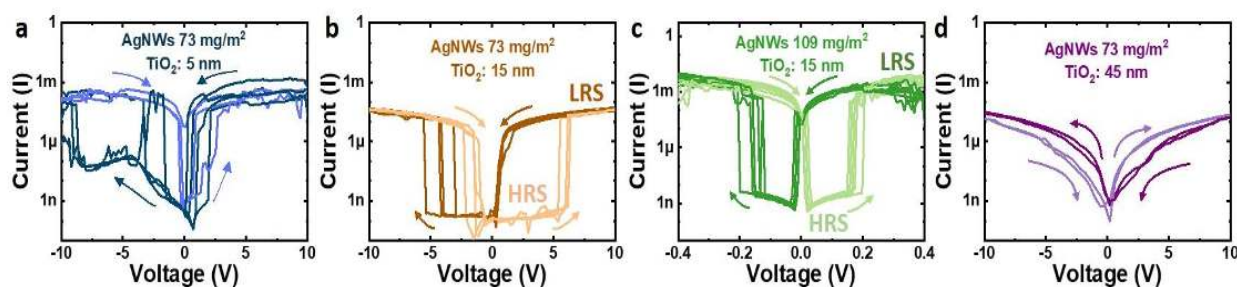 a
AgNWs 73 mg/m²
TiO₂: 5 nm
Current (I)
1
1m
1µ
1n
-10
-5
0
5
10
Voltage (V)
b
AgNWs 73 mg/m²
TiO₂: 15 nm
LRS
HRS
Current (I)
1
1m
1µ
1n
-10
-5
0
5
10
Voltage (V)
c
AgNWs 109 mg/m²
TiO₂: 15 nm
LRS
HRS
Current (I)
1
1m
1µ
1n
-0.4
-0.2
0.0
0.2
0.4
Voltage (V)
d
AgNWs 73 mg/m²
TiO₂: 45 nm
Current (I)
1
1m
1µ
1n
-10
-5
0
5
10
Voltage (V)